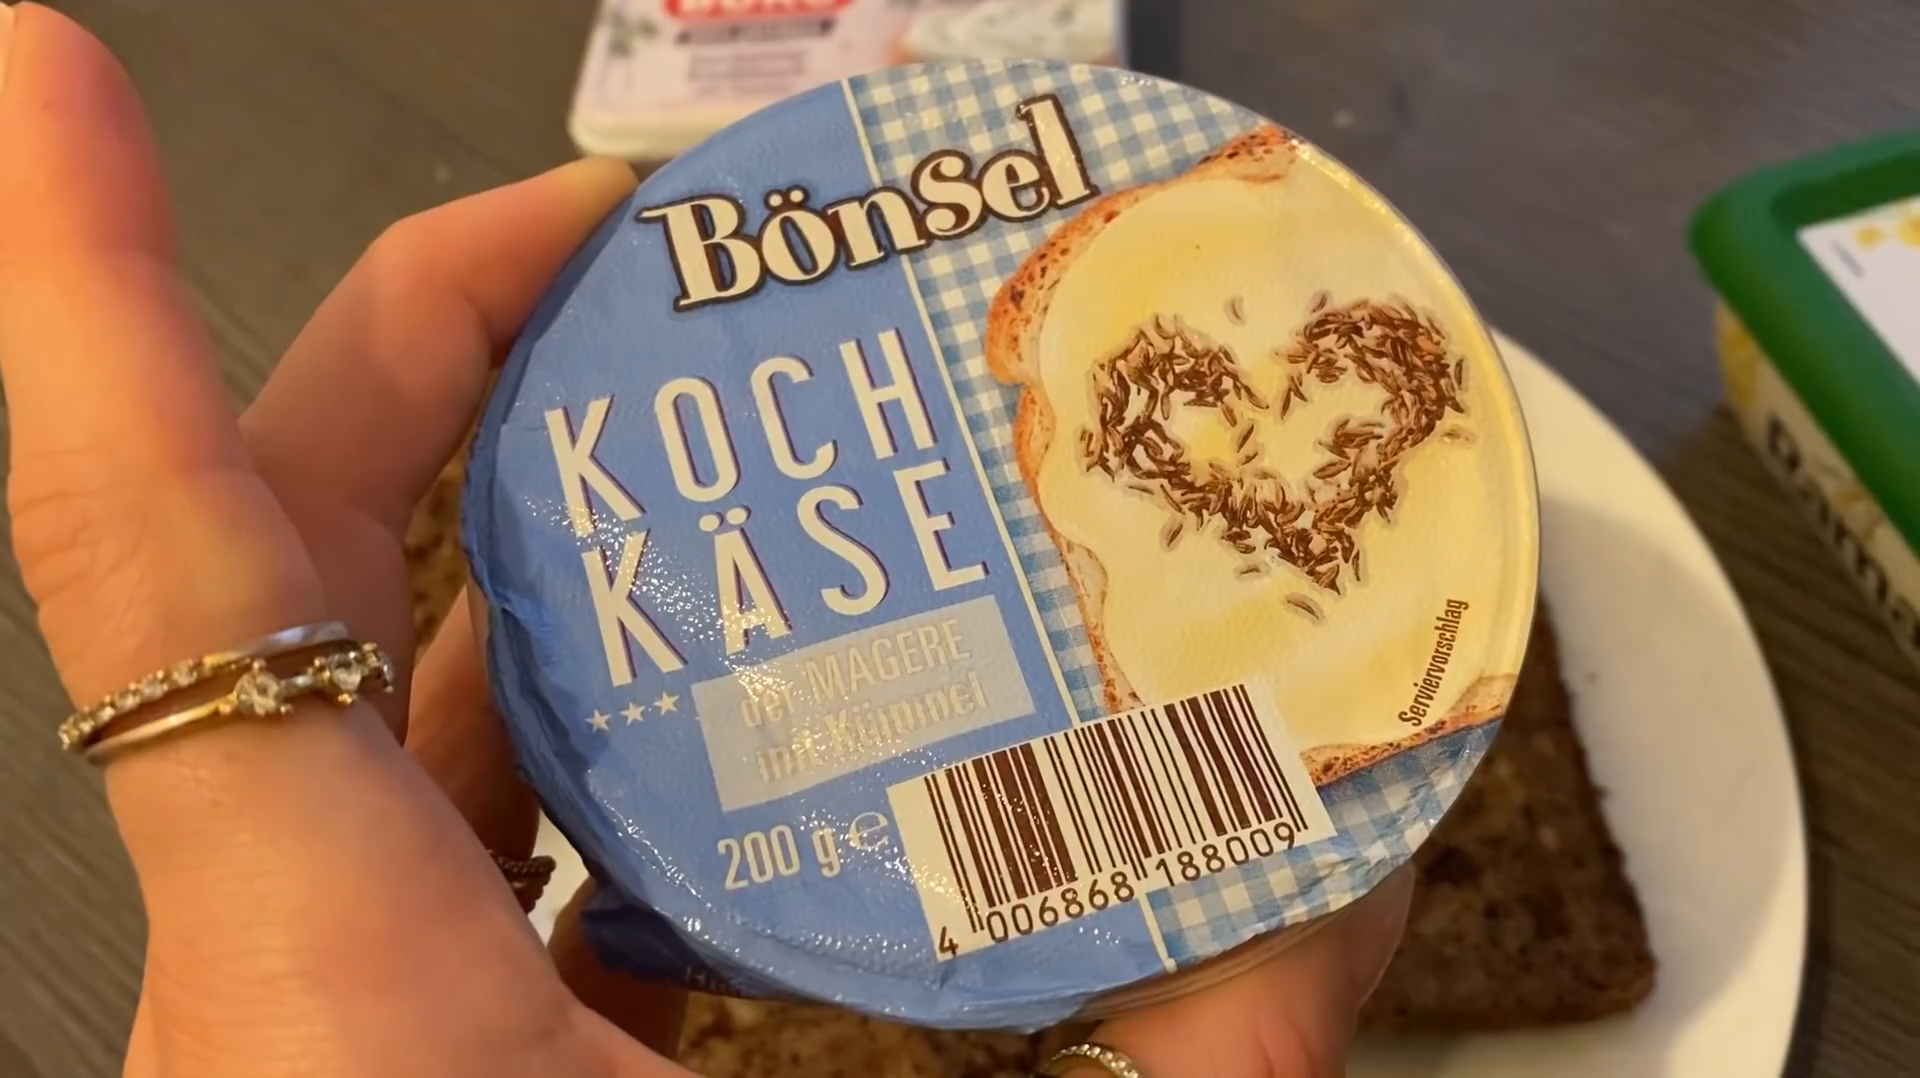 Bönsel
KOCH
KÄSE
der MAGERE
mit Kümmel
200 g ℮
4 006868 188009
Serviervorschlag